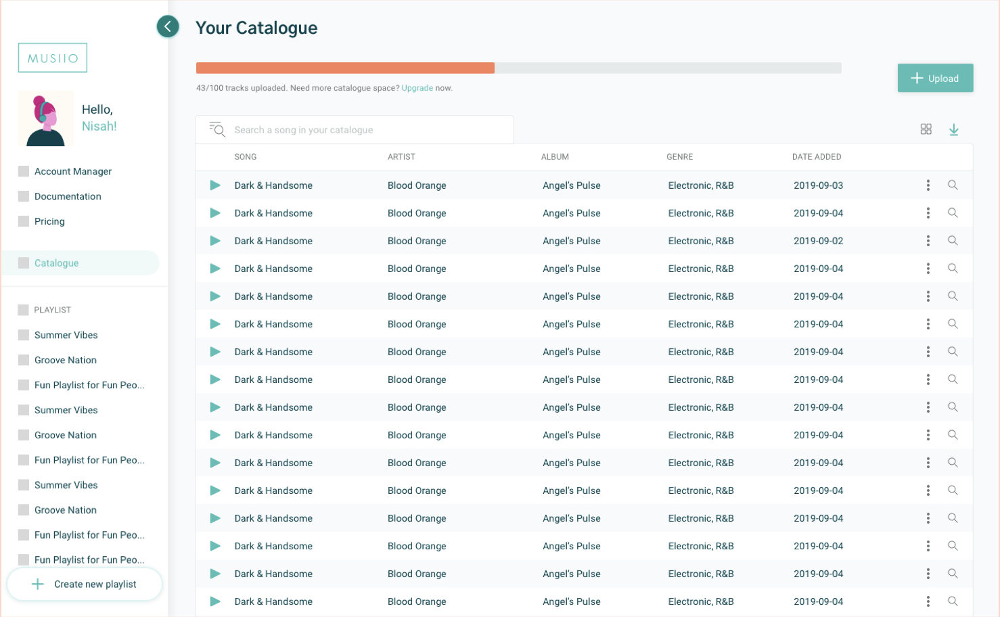 MUSIIO
Hello,
Nisah!
Account Manager
Documentation
Pricing
Catalogue
PLAYLIST
Summer Vibes
Groove Nation
Fun Playlist for Fun Peo...
Summer Vibes
Groove Nation
Fun Playlist for Fun Peo...
Summer Vibes
Groove Nation
Fun Playlist for Fun Peo...
Fun Playlist for Fun Peo...
Create new playlist
Your Catalogue
43/100 tracks uploaded. Need more catalogue space? Upgrade now.
Upload
Search a song in your catalogue
SONG ARTIST ALBUM GENRE DATE ADDED
Dark & Handsome Blood Orange Angel's Pulse Electronic, R&B 2019-09-03
Dark & Handsome Blood Orange Angel's Pulse Electronic, R&B 2019-09-04
Dark & Handsome Blood Orange Angel's Pulse Electronic, R&B 2019-09-02
Dark & Handsome Blood Orange Angel's Pulse Electronic, R&B 2019-09-04
Dark & Handsome Blood Orange Angel's Pulse Electronic, R&B 2019-09-04
Dark & Handsome Blood Orange Angel's Pulse Electronic, R&B 2019-09-04
Dark & Handsome Blood Orange Angel's Pulse Electronic, R&B 2019-09-04
Dark & Handsome Blood Orange Angel's Pulse Electronic, R&B 2019-09-04
Dark & Handsome Blood Orange Angel's Pulse Electronic, R&B 2019-09-04
Dark & Handsome Blood Orange Angel's Pulse Electronic, R&B 2019-09-04
Dark & Handsome Blood Orange Angel's Pulse Electronic, R&B 2019-09-04
Dark & Handsome Blood Orange Angel's Pulse Electronic, R&B 2019-09-04
Dark & Handsome Blood Orange Angel's Pulse Electronic, R&B 2019-09-04
Dark & Handsome Blood Orange Angel's Pulse Electronic, R&B 2019-09-04
Dark & Handsome Blood Orange Angel's Pulse Electronic, R&B 2019-09-04
Dark & Handsome Blood Orange Angel's Pulse Electronic, R&B 2019-09-04